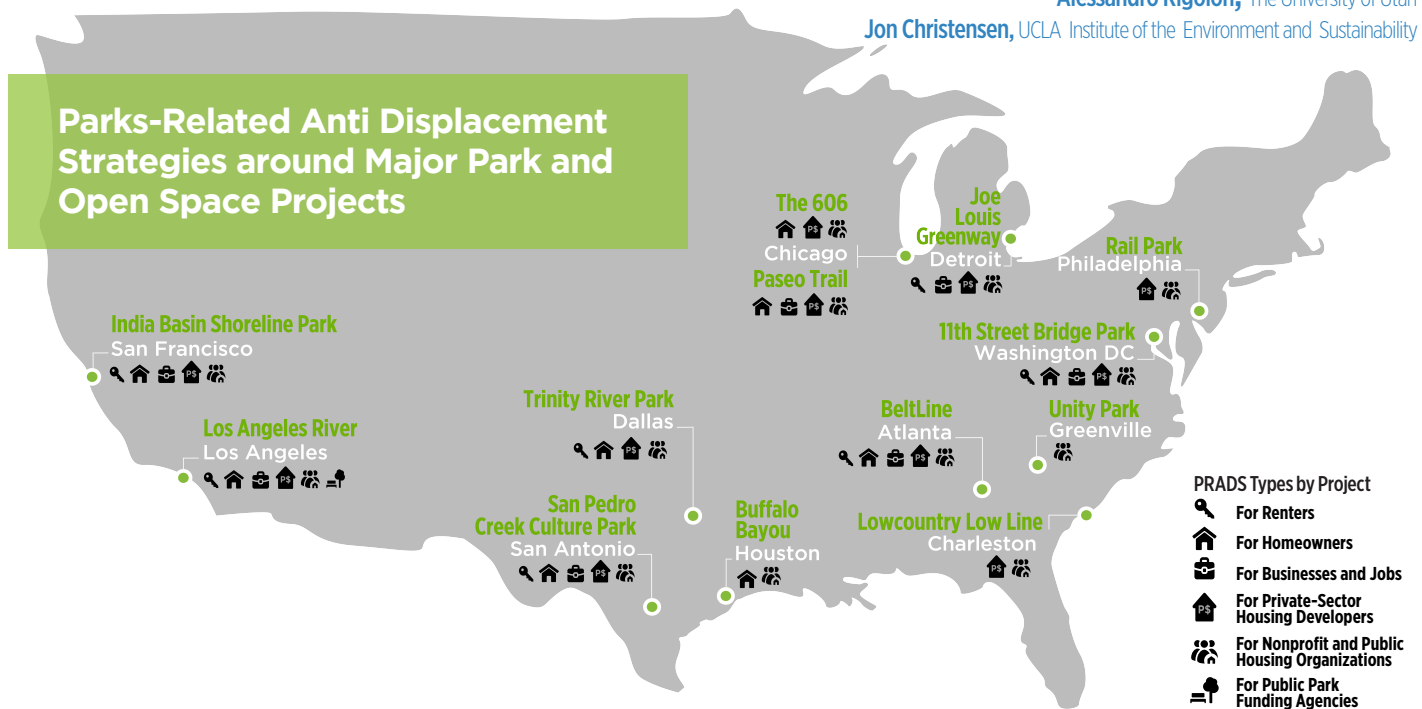 Alessandro Rigolon, The University of Utah
Jon Christensen, UCLA Institute of the Environment and Sustainability
Parks-Related Anti Displacement
Strategies around Major Park and
Open Space Projects
The 606
P$
Chicago
Paseo Trail
P$
Joe
Louis
Greenway
Detroit
P$
Rail Park
Philadelphia
P$
India Basin Shoreline Park
San Francisco
P$
11th Street Bridge Park
Washington DC
P$
Los Angeles River
Los Angeles
P$
Trinity River Park
Dallas
P$
BeltLine
Atlanta
P$
Unity Park
Greenville
San Pedro
Creek Culture Park
San Antonio
P$
Buffalo
Bayou
Houston
Lowcountry Low Line
Charleston
P$
PRADS Types by Project
For Renters
For Homeowners
For Businesses and Jobs
P$
For Private-Sector
Housing Developers
For Nonprofit and Public
Housing Organizations
For Public Park
Funding Agencies